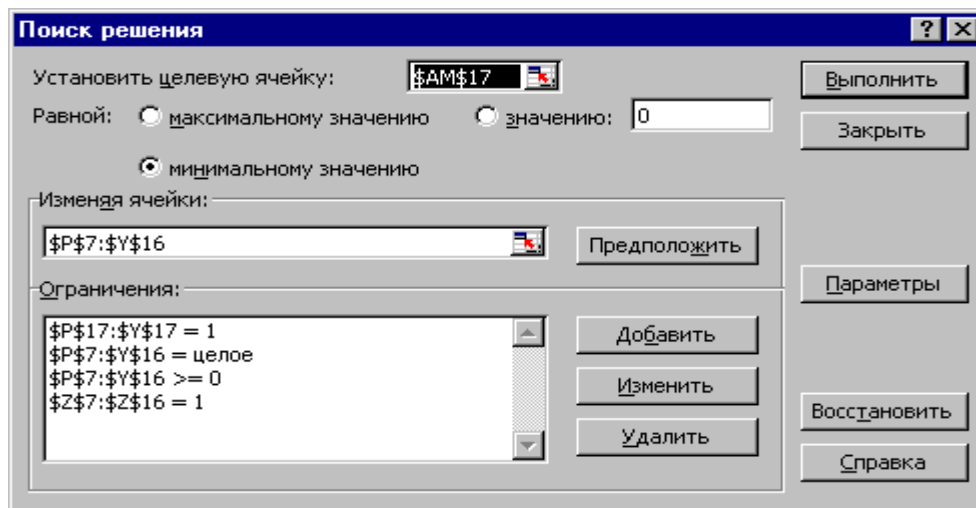 Поиск решения
Установить целевую ячейку: $AM$17
Выполнить
Равной: максимальному значению значению: 0
Закрыть
минимальному значению
Изменяя ячейки:
$P$7:$Y$16
Предположить
Параметры
Ограничения:
$P$17:$Y$17 = 1
$P$7:$Y$16 = целое
$P$7:$Y$16 >= 0
$Z$7:$Z$16 = 1
Добавить
Изменить
Удалить
Восстановить
Справка